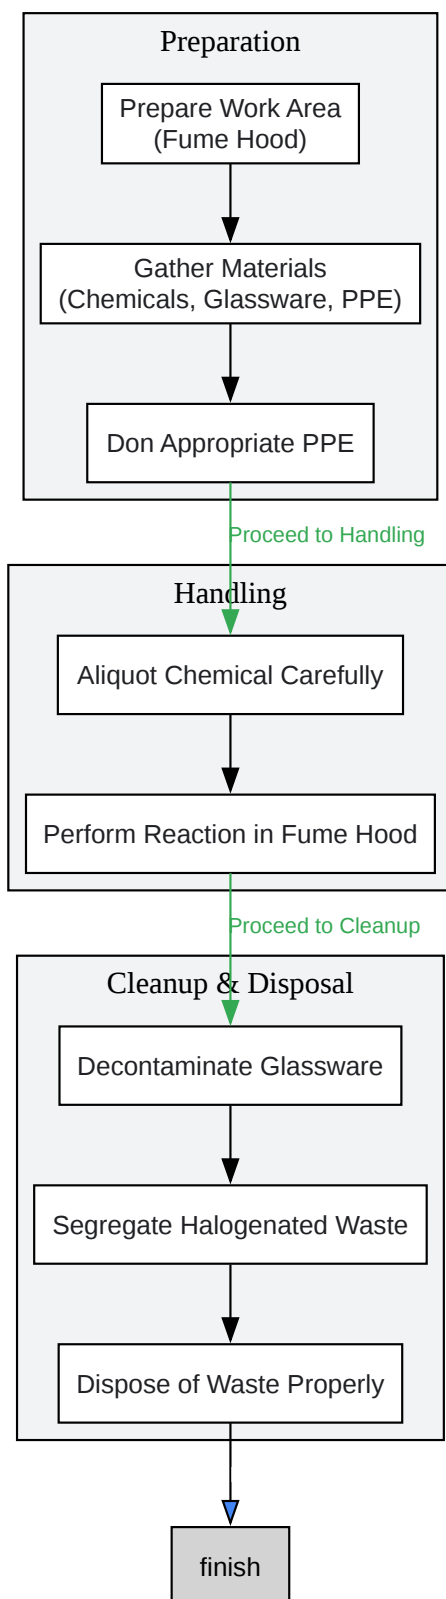 Preparation
Prepare Work Area
(Fume Hood)
Gather Materials
(Chemicals, Glassware, PPE)
Don Appropriate PPE
Proceed to Handling
Handling
Aliquot Chemical Carefully
Perform Reaction in Fume Hood
Proceed to Cleanup
Cleanup & Disposal
Decontaminate Glassware
Segregate Halogenated Waste
Dispose of Waste Properly
finish